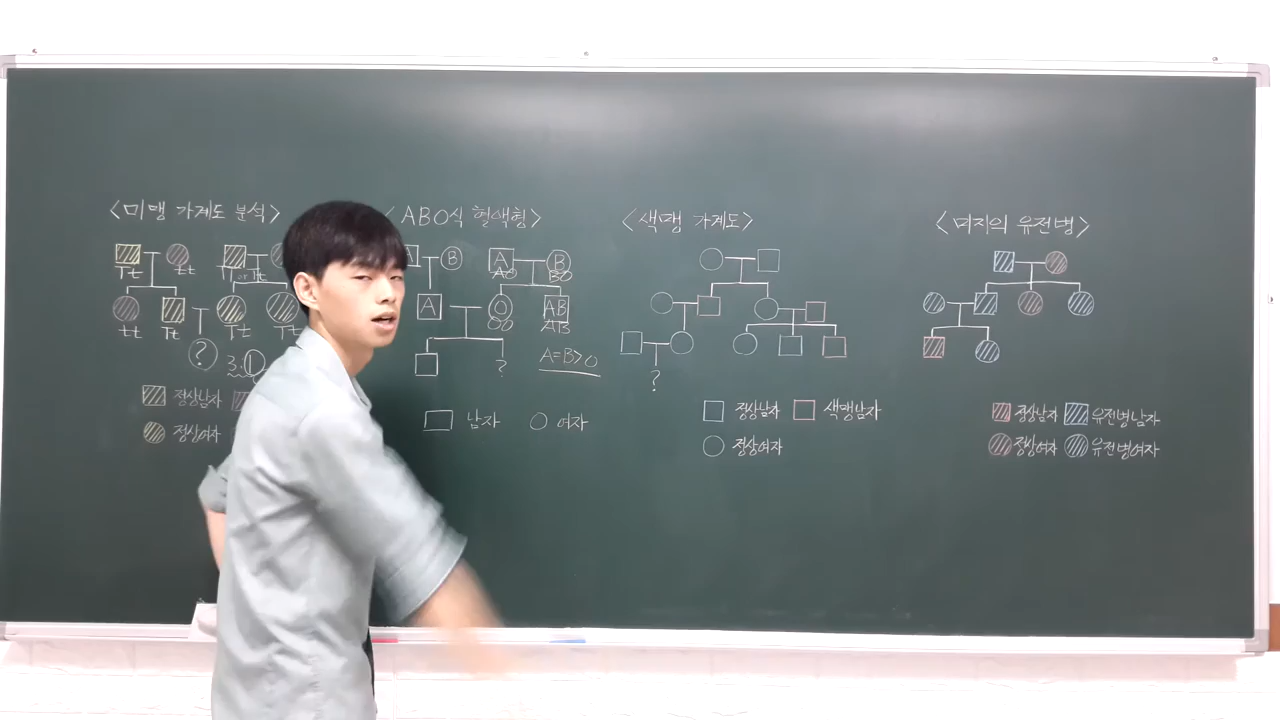 <미맹 가계도 분석>
Tt tt TT or Tt
tt Tt Tt Tt
?
3:1
정상남자
정상여자
<ABO식 혈액형>
B A B
AO BO
A O AB
OO AB
?
A=B>O
남자 여자
<색맹 가계도>
?
정상남자 색맹남자
정상여자
<미지의 유전병>
정상남자 유전병남자
정상여자 유전병여자